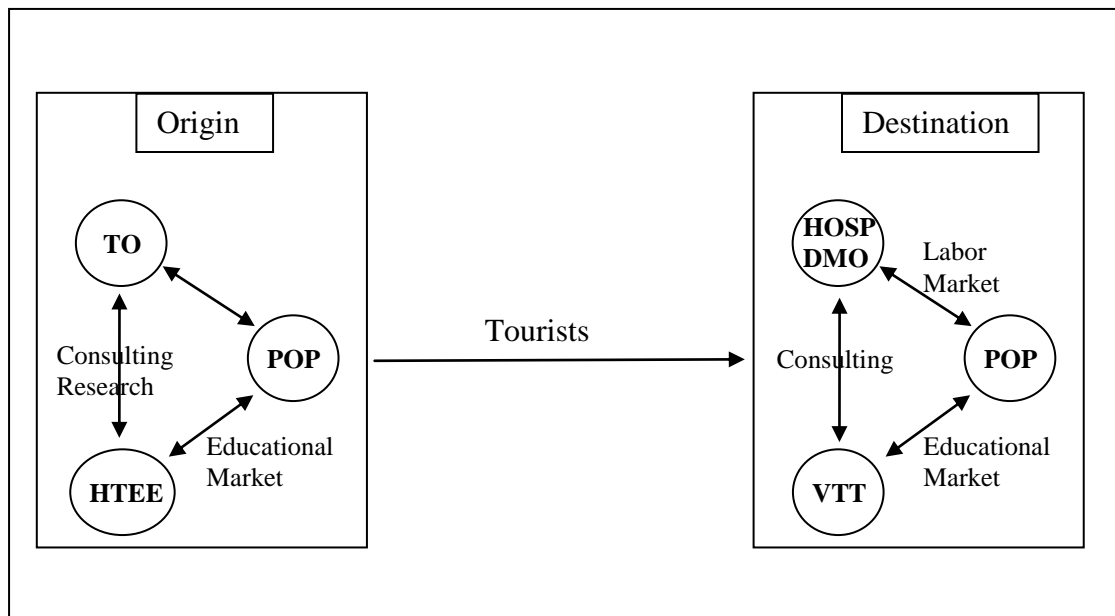 Origin
TO
Consulting
Research
POP
Educational
Market
HTEE
Tourists
Destination
HOSP
DMO
Labor
Market
Consulting
POP
Educational
Market
VTT